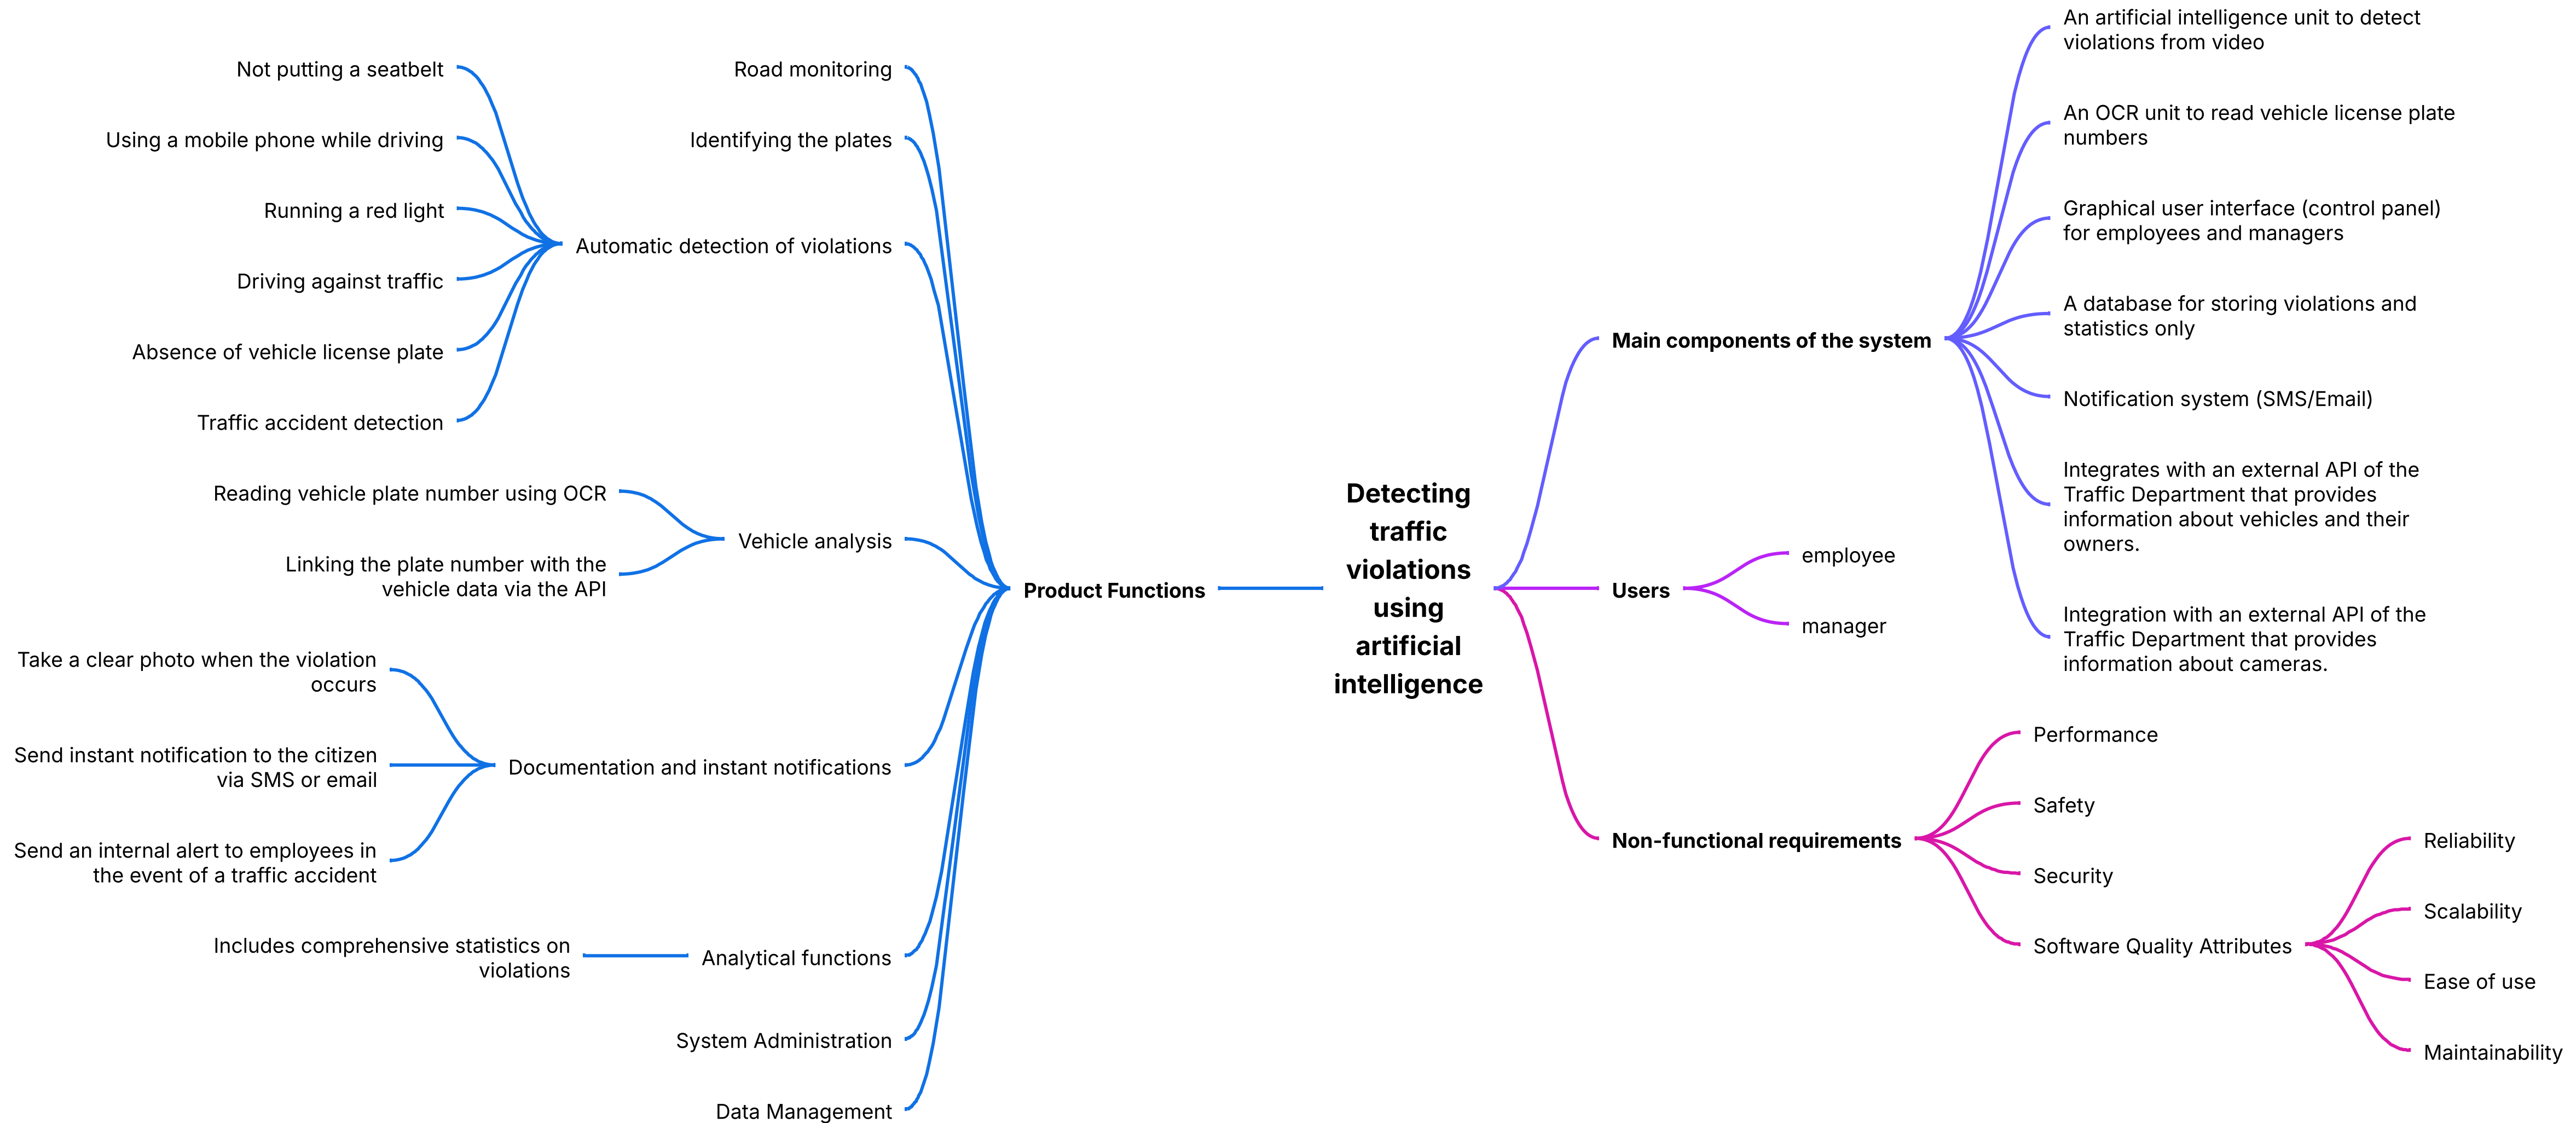 Detecting
traffic
violations
using
artificial
intelligence
Product Functions
Road monitoring
Identifying the plates
Automatic detection of violations
Not putting a seatbelt
Using a mobile phone while driving
Running a red light
Driving against traffic
Absence of vehicle license plate
Traffic accident detection
Vehicle analysis
Reading vehicle plate number using OCR
Linking the plate number with the
vehicle data via the API
Documentation and instant notifications
Take a clear photo when the violation
occurs
Send instant notification to the citizen
via SMS or email
Send an internal alert to employees in
the event of a traffic accident
Analytical functions
Includes comprehensive statistics on
violations
System Administration
Data Management
Main components of the system
An artificial intelligence unit to detect
violations from video
An OCR unit to read vehicle license plate
numbers
Graphical user interface (control panel)
for employees and managers
A database for storing violations and
statistics only
Notification system (SMS/Email)
Integrates with an external API of the
Traffic Department that provides
information about vehicles and their
owners.
Integration with an external API of the
Traffic Department that provides
information about cameras.
Users
employee
manager
Non-functional requirements
Performance
Safety
Security
Software Quality Attributes
Reliability
Scalability
Ease of use
Maintainability